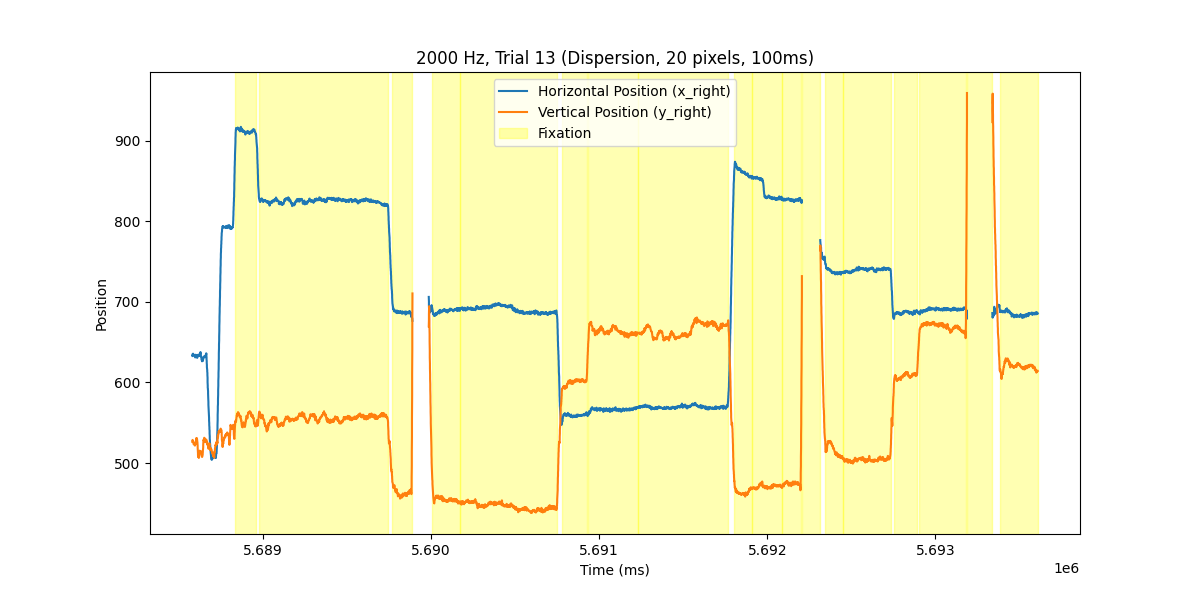 2000 Hz, Trial 13 (Dispersion, 20 pixels, 100ms)
Horizontal Position (x_right)
Vertical Position (y_right)
Fixation
900
800
700
600
500
Position
5.689 5.690 5.691 5.692 5.693
Time (ms)
1e6